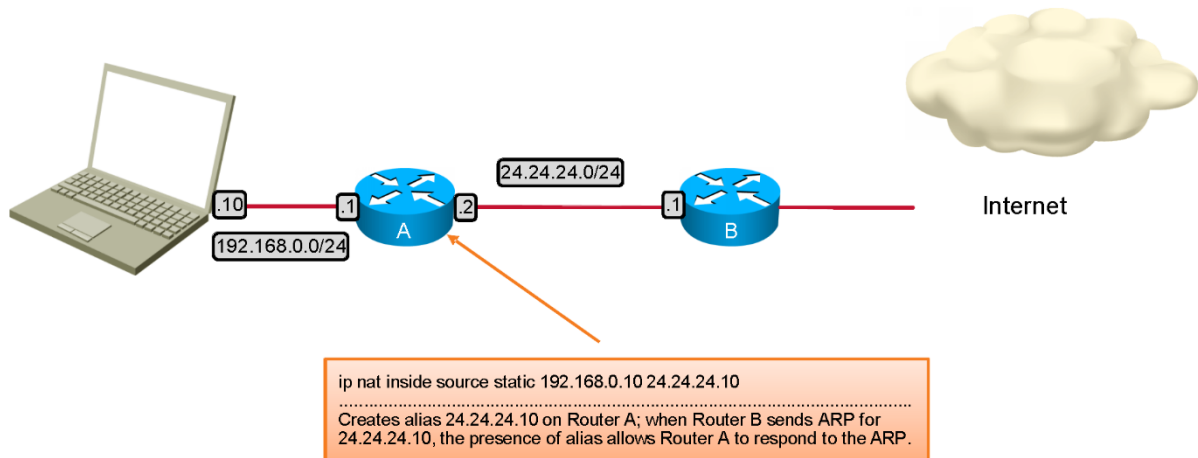 24.24.24.0/24
.10
.1
A
.2
.1
B
Internet
192.168.0.0/24
ip nat inside source static 192.168.0.10 24.24.24.10
Creates alias 24.24.24.10 on Router A; when Router B sends ARP for
24.24.24.10, the presence of alias allows Router A to respond to the ARP.